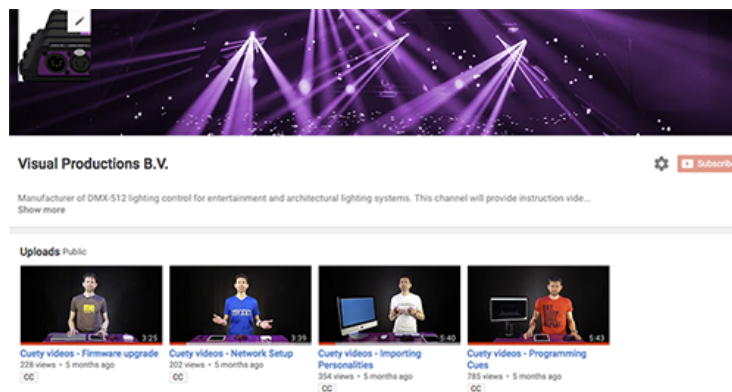 Visual Productions B.V.
Subscribe
Manufacturer of DMX-512 lighting control for entertainment and architectural lighting systems. This channel will provide instruction vide...
Show more
Uploads Public
3:25
3:39
5:40
5:43
Cuety videos - Firmware upgrade
228 views • 5 months ago
CC
Cuety videos - Network Setup
202 views • 5 months ago
CC
Cuety videos - Importing
Personalities
354 views • 5 months ago
CC
Cuety videos - Programming
Cues
785 views • 5 months ago
CC